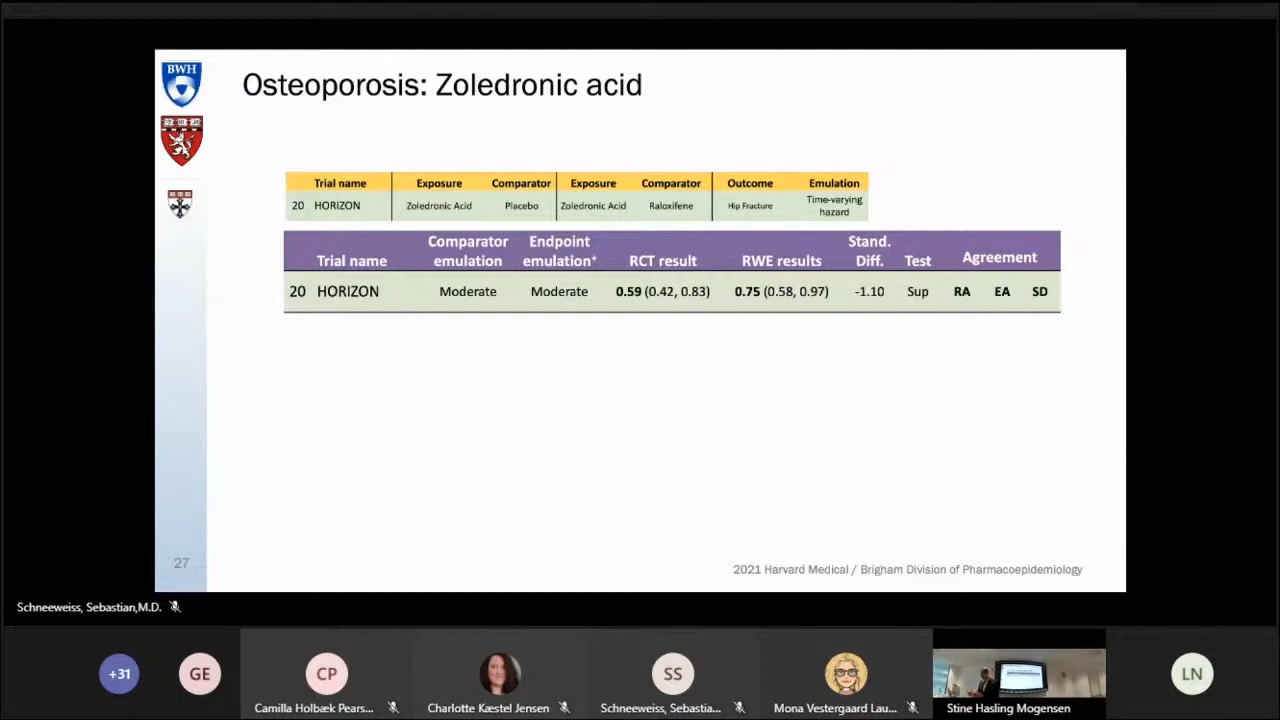 BWH
Osteoporosis: Zoledronic acid
Trial name Exposure Comparator Exposure Comparator Outcome Emulation
20 HORIZON Zoledronic Acid Placebo Zoledronic Acid Raloxifene Hip Fracture Time-varying hazard
Trial name Comparator emulation Endpoint emulation+ RCT result RWE results Stand. Diff. Test Agreement
20 HORIZON Moderate Moderate 0.59 (0.42, 0.83) 0.75 (0.58, 0.97) -1.10 Sup RA EA SD
27
2021 Harvard Medical / Brigham Division of Pharmacoepidemiology
Schneeweiss, Sebastian,M.D.
+31
GE
CP
SS
LN
Camilla Holbæk Pears...
Charlotte Kæstel Jensen
Schneeweiss, Sebastia...
Mona Vestergaard Lau...
Stine Hasling Mogensen